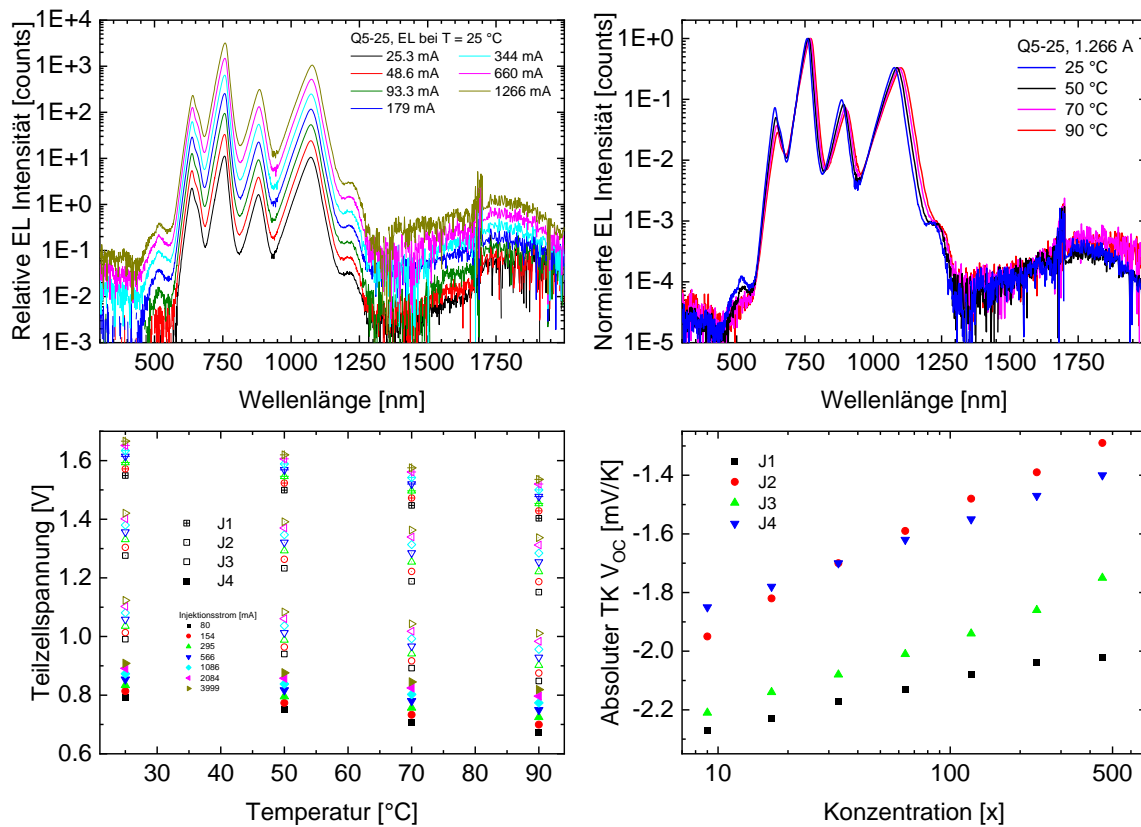 Relative EL Intensität [counts]
1E+4
1E+3
1E+2
1E+1
1E+0
1E-1
1E-2
1E-3
Q5-25, EL bei T = 25 °C
25.3 mA
48.6 mA
93.3 mA
179 mA
344 mA
660 mA
1266 mA
500 750 1000 1250 1500 1750
Wellenlänge [nm]
Normierte EL Intensität [counts]
1E+0
1E-1
1E-2
1E-3
1E-4
1E-5
Q5-25, 1.266 A
25 °C
50 °C
70 °C
90 °C
500 750 1000 1250 1500 1750
Wellenlänge [nm]
Teilzellspannung [V]
1.6
1.4
1.2
1.0
0.8
0.6
J1
J2
J3
J4
Injektionsstrom [mA]
80
154
295
566
1086
2084
3999
30 40 50 60 70 80 90
Temperatur [°C]
Absoluter TK VOC [mV/K]
-1.4
-1.6
-1.8
-2.0
-2.2
J1
J2
J3
J4
10 100 500
Konzentration [x]